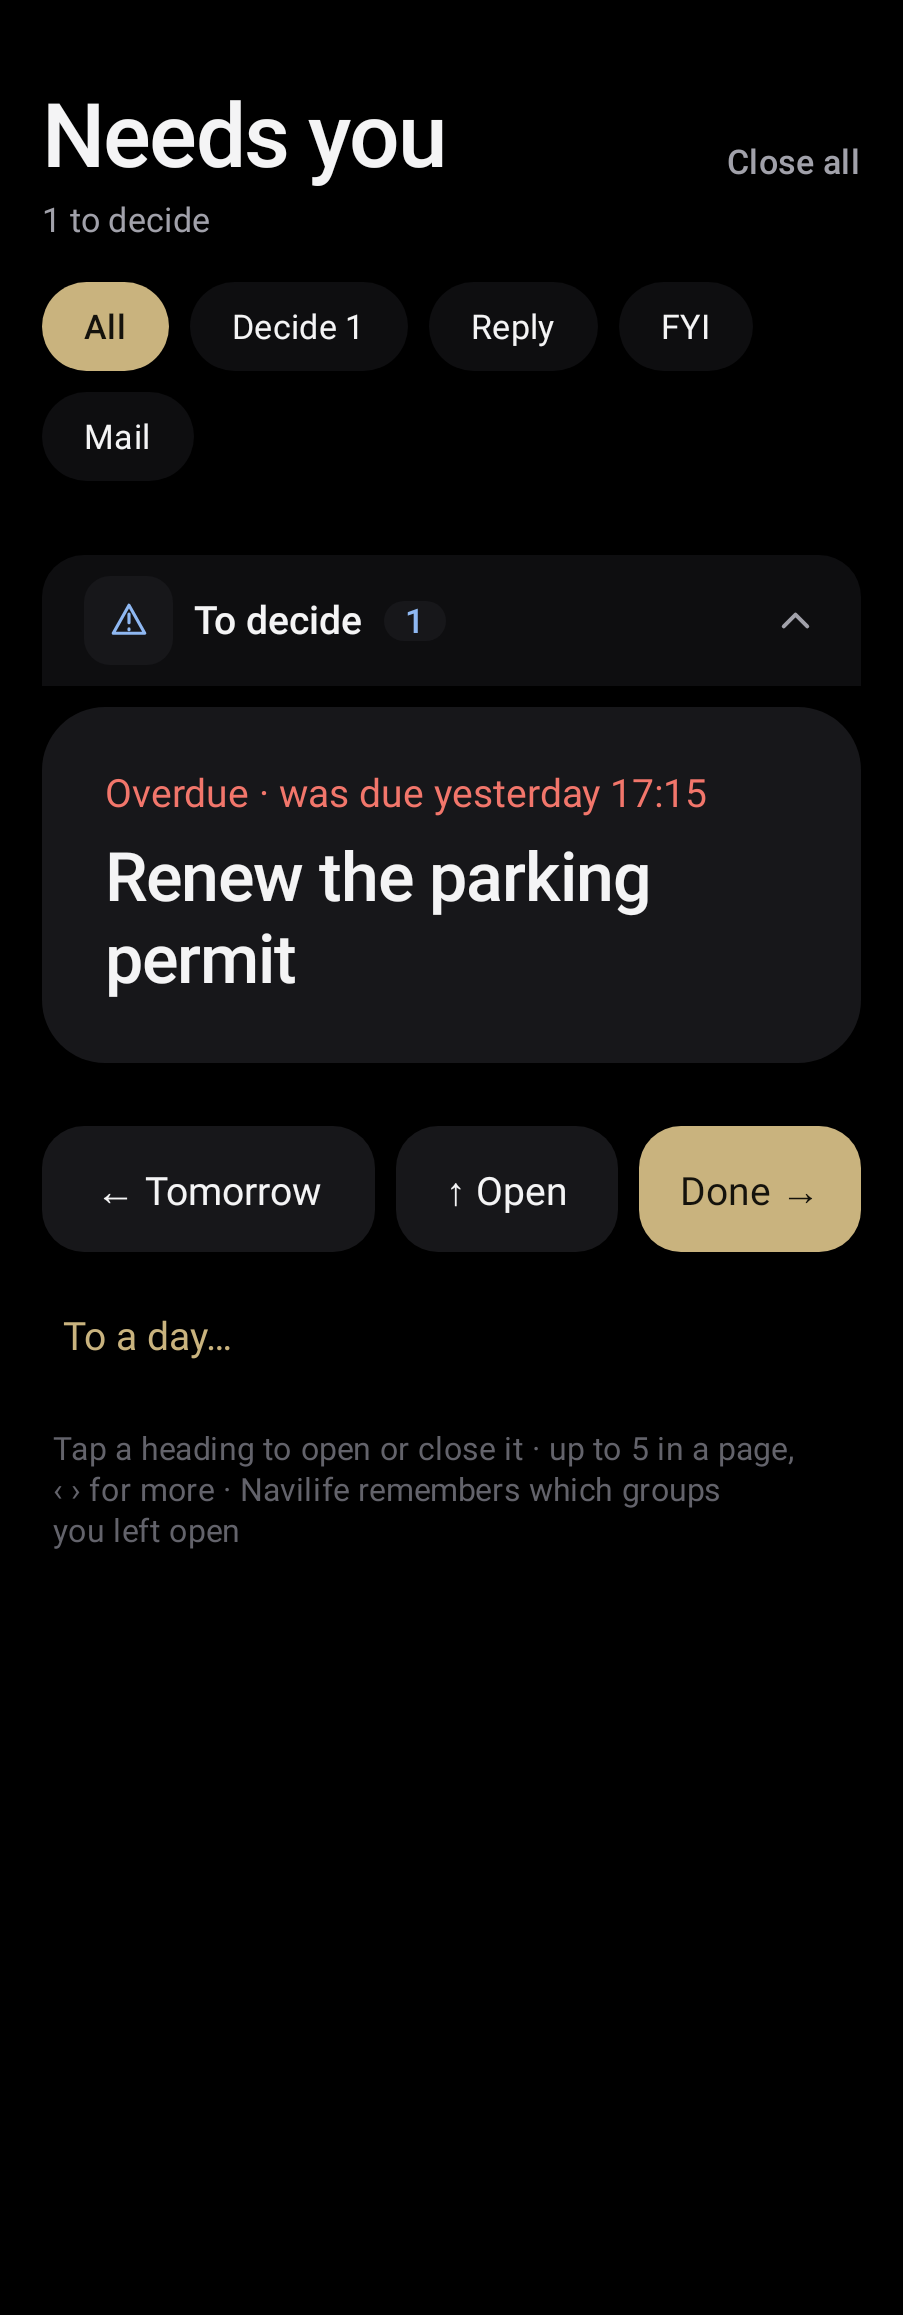 Needs you
Close all
1 to decide
All
Decide 1
Reply
FYI
Mail
To decide
1
Overdue · was due yesterday 17:15
Renew the parking
permit
← Tomorrow
↑ Open
Done →
To a day…
Tap a heading to open or close it · up to 5 in a page,
‹ › for more · Navilife remembers which groups
you left open